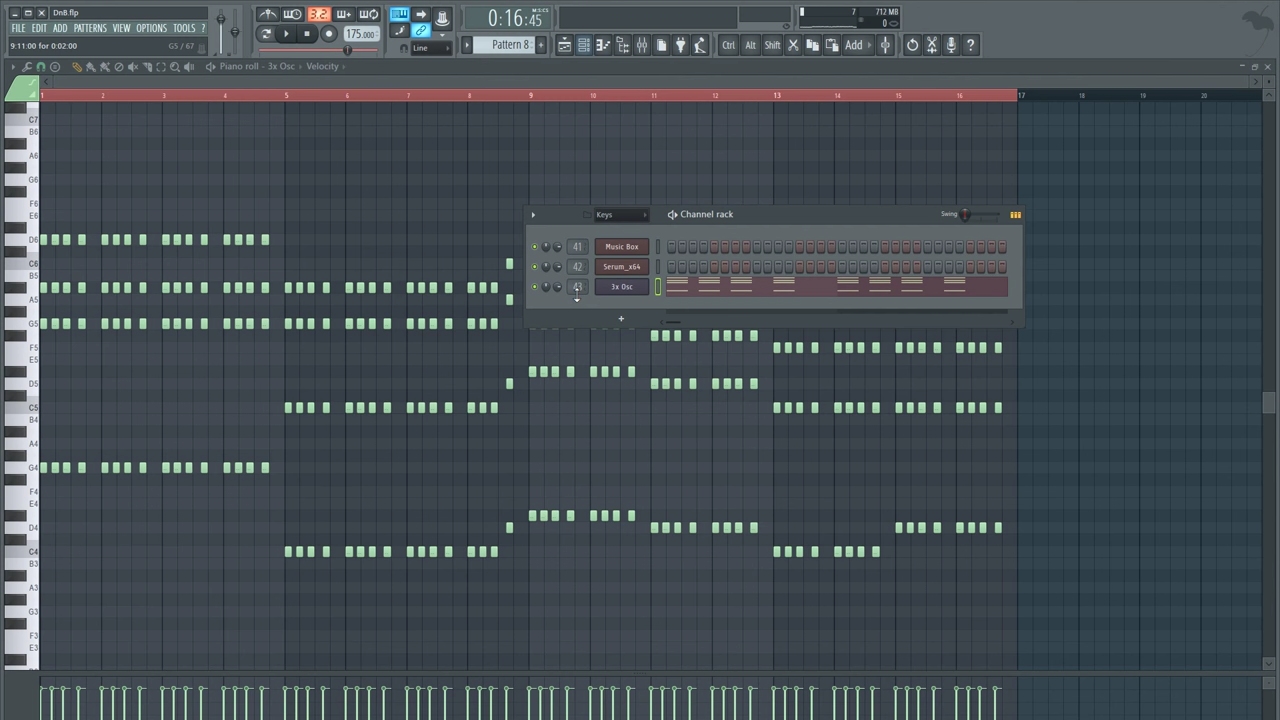 DnB.flp
FILE EDIT ADD PATTERNS VIEW OPTIONS TOOLS ?
9:11:00 for 0:02:00 G5 / 67
3.2
175.000
Line
0:16:45
M:S:CS
Pattern 8
7 712 MB
0
Ctrl Alt Shift Add
Piano roll - 3x Osc Velocity
1 2 3 4 5 6 7 8 9 10 11 12 13 14 15 16 17 18 19 20
C7
B6
A6
G6
F6
E6
D6
C6
B5
A5
G5
F5
E5
D5
C5
B4
A4
G4
F4
E4
D4
C4
B3
A3
G3
F3
E3
Keys Channel rack Swing
41 Music Box
42 Serum_x64
43 3x Osc
+